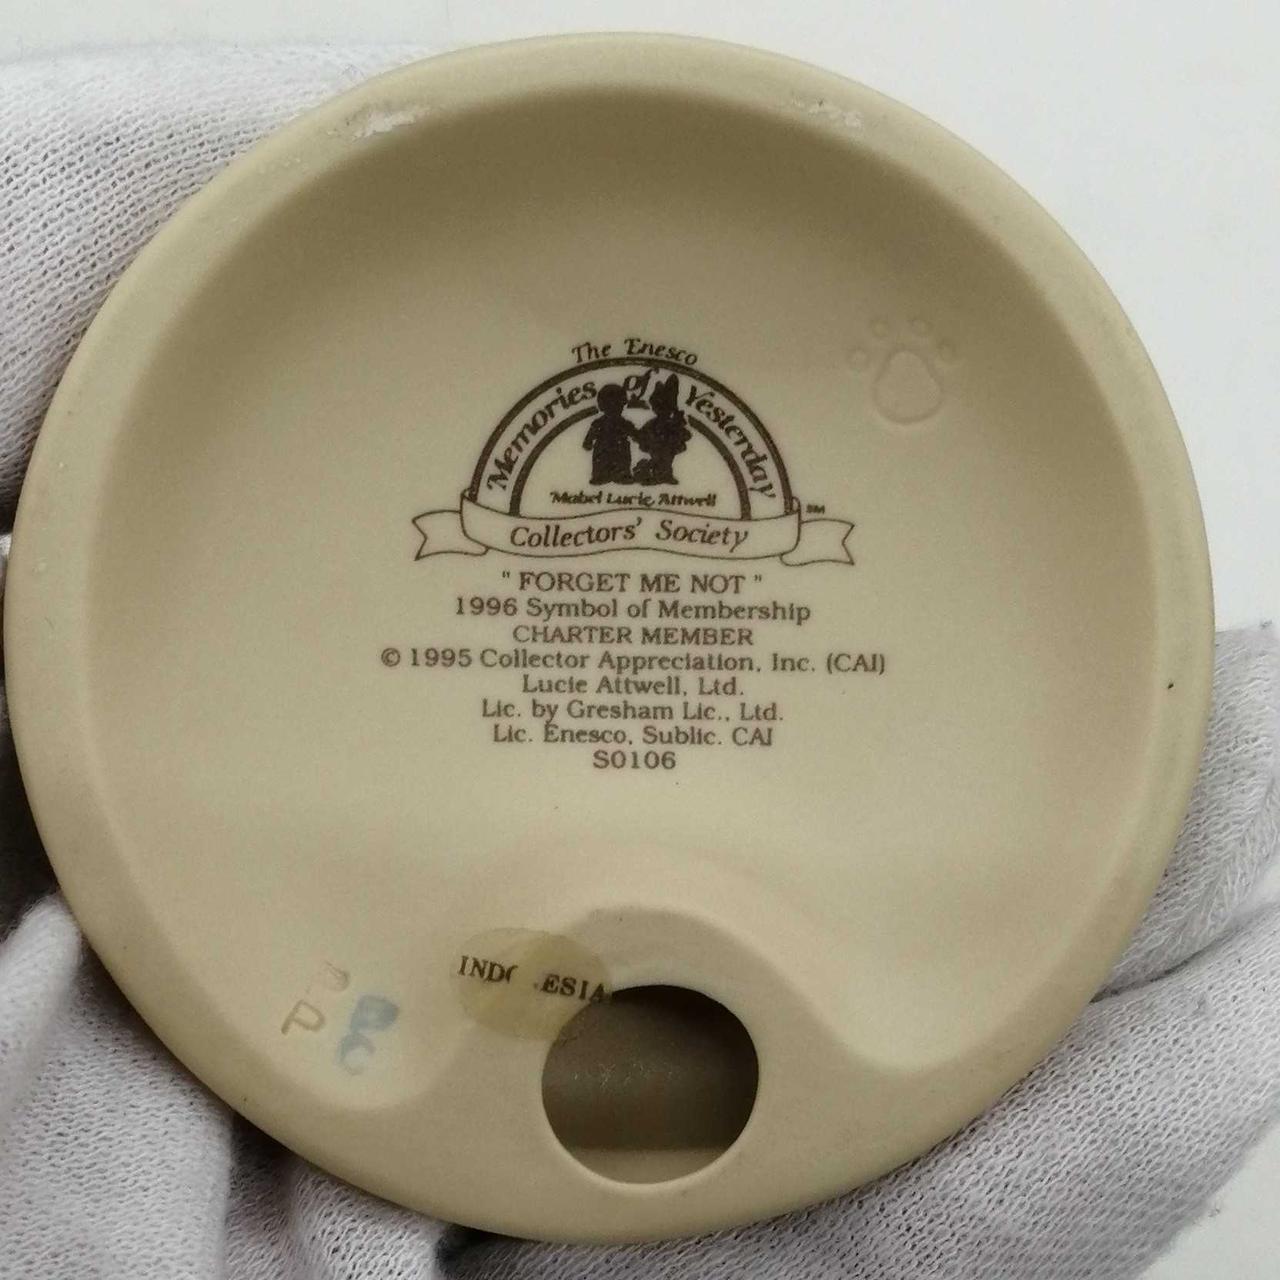 The Enesco
Memories of Yesterday
Mabel Lucie Attwell
SM
Collectors' Society
" FORGET ME NOT "
1996 Symbol of Membership
CHARTER MEMBER
© 1995 Collector Appreciation, Inc. (CAI)
Lucie Attwell, Ltd.
Lic. by Gresham Lic., Ltd.
Lic. Enesco, Sublic. CAI
S0106
IND ESIA
P C